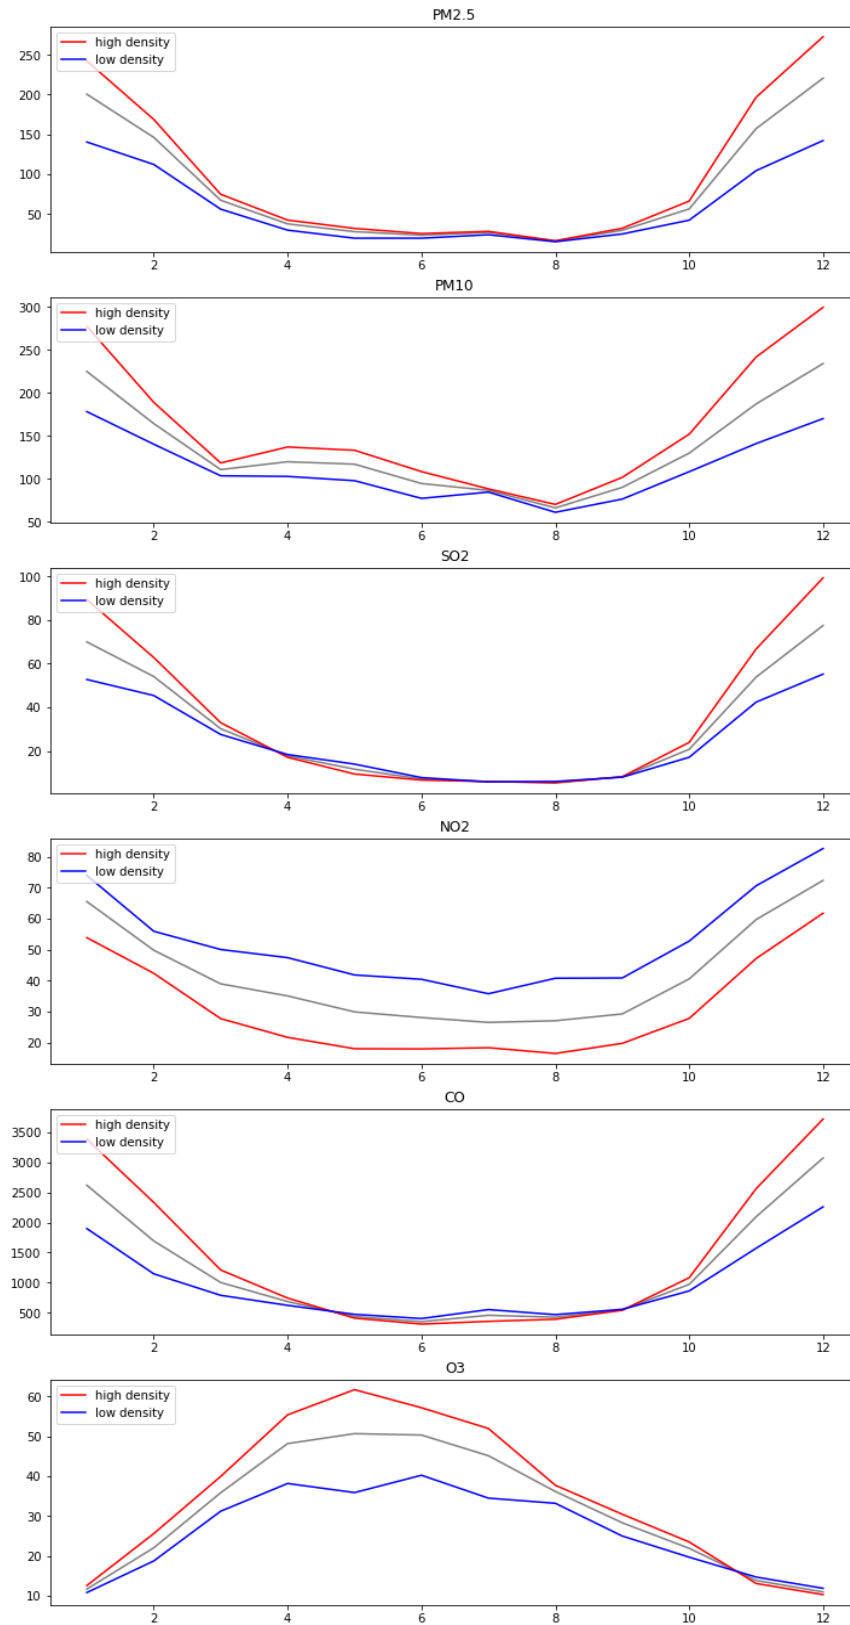 PM2.5
high density
low density
250
200
150
100
50
2 4 6 8 10 12
PM10
high density
low density
300
250
200
150
100
50
2 4 6 8 10 12
SO2
high density
low density
100
80
60
40
20
2 4 6 8 10 12
NO2
high density
low density
80
70
60
50
40
30
20
2 4 6 8 10 12
CO
high density
low density
3500
3000
2500
2000
1500
1000
500
2 4 6 8 10 12
O3
high density
low density
60
50
40
30
20
10
2 4 6 8 10 12